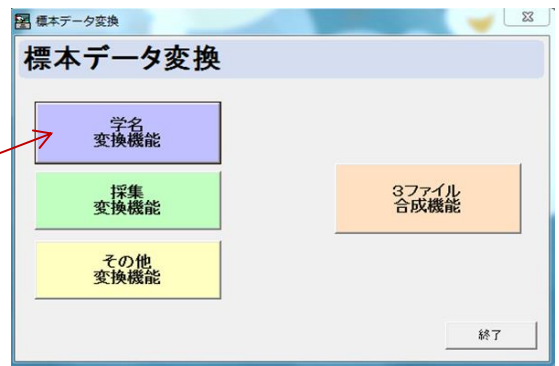 標本データ変換
標本データ変換
学名
変換機能
採集
変換機能
3ファイル
合成機能
その他
変換機能
終了